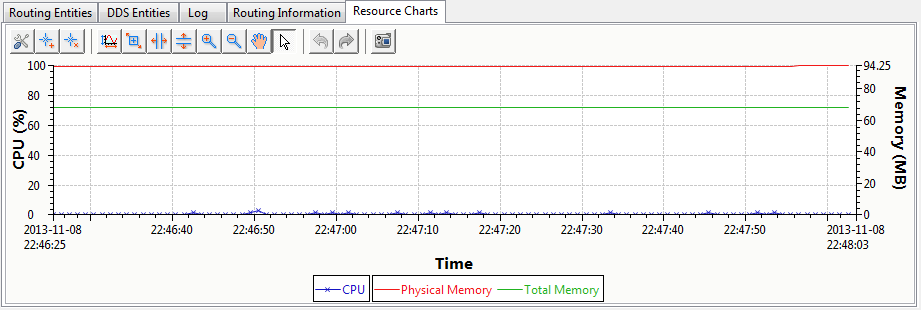 Routing Entities DDS Entities Log Routing Information Resource Charts
100 94.25
80 80
60 60
40 40
20 20
0 0
CPU (%)
Memory (MB)
2013-11-08 22:46:40 22:46:50 22:47:00 22:47:10 22:47:20 22:47:30 22:47:40 22:47:50 2013-11-08
22:46:25 22:48:03
Time
CPU Physical Memory Total Memory